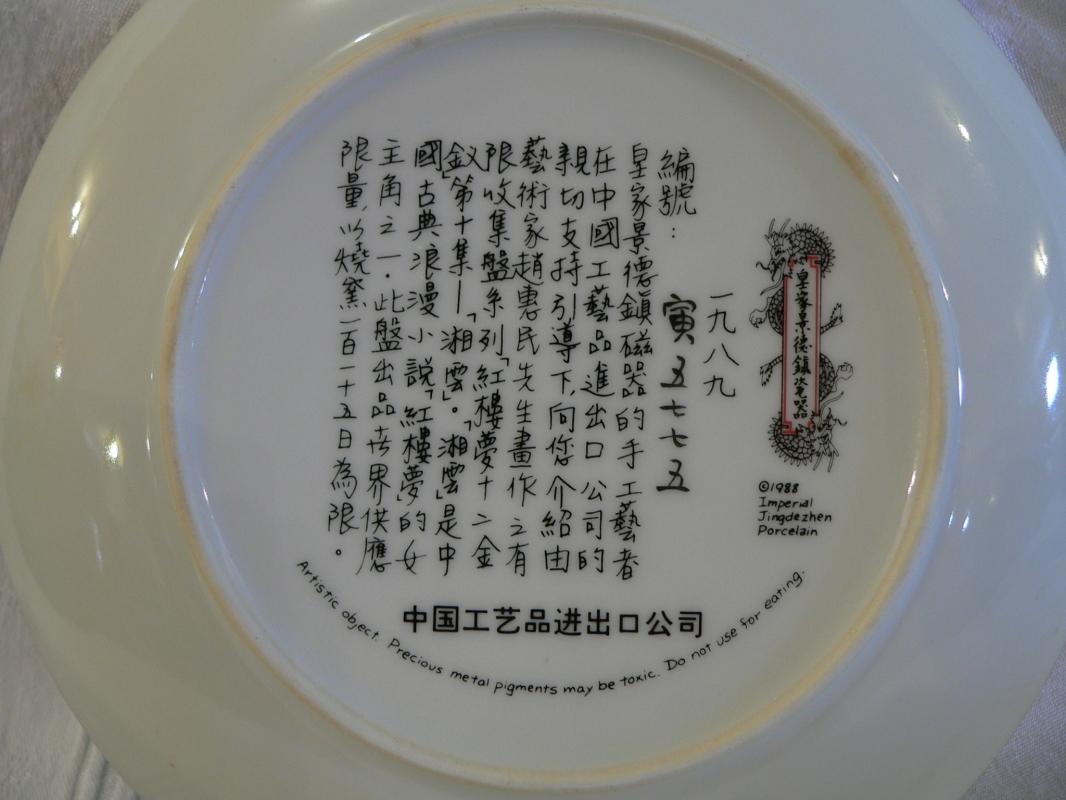 皇家景德鎮瓷器
©1988
Imperial
Jingdezhen
Porcelain
一九八九
編號:寅五七七五
皇家景德鎮磁器的手工藝者
在中國工藝品進出口公司的
親切支持引導下,向您介紹由
藝術家趙惠民先生畫作之有
限收集盤系列「紅樓夢十二金
釵」第十集—「湘雲」。「湘雲」是中
國古典浪漫小說「紅樓夢」的女
主角之一.此盤出品世界供應
限量,以燒窯一百一十五日為限。
中国工艺品进出口公司
Artistic object. Precious metal pigments may be toxic. Do not use for eating.